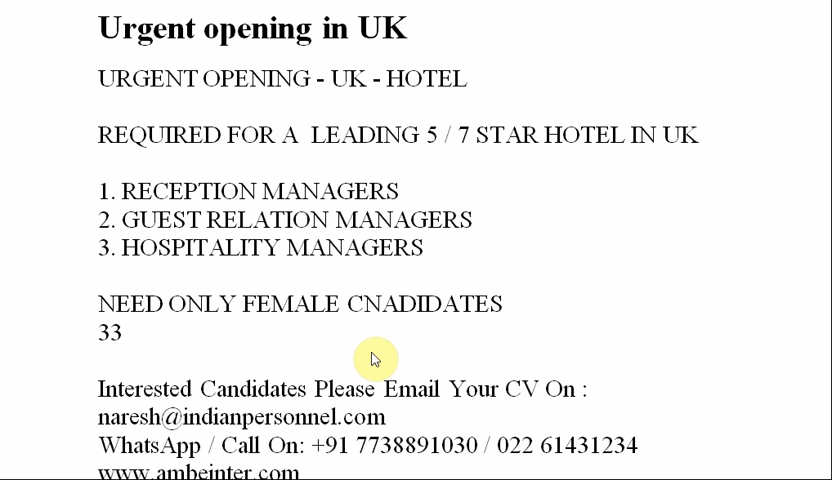 Urgent opening in UK
URGENT OPENING - UK - HOTEL
REQUIRED FOR A LEADING 5 / 7 STAR HOTEL IN UK
1. RECEPTION MANAGERS
2. GUEST RELATION MANAGERS
3. HOSPITALITY MANAGERS
NEED ONLY FEMALE CNADIDATES
33
Interested Candidates Please Email Your CV On :
naresh@indianpersonnel.com
WhatsApp / Call On: +91 7738891030 / 022 61431234
www.ambeinter.com